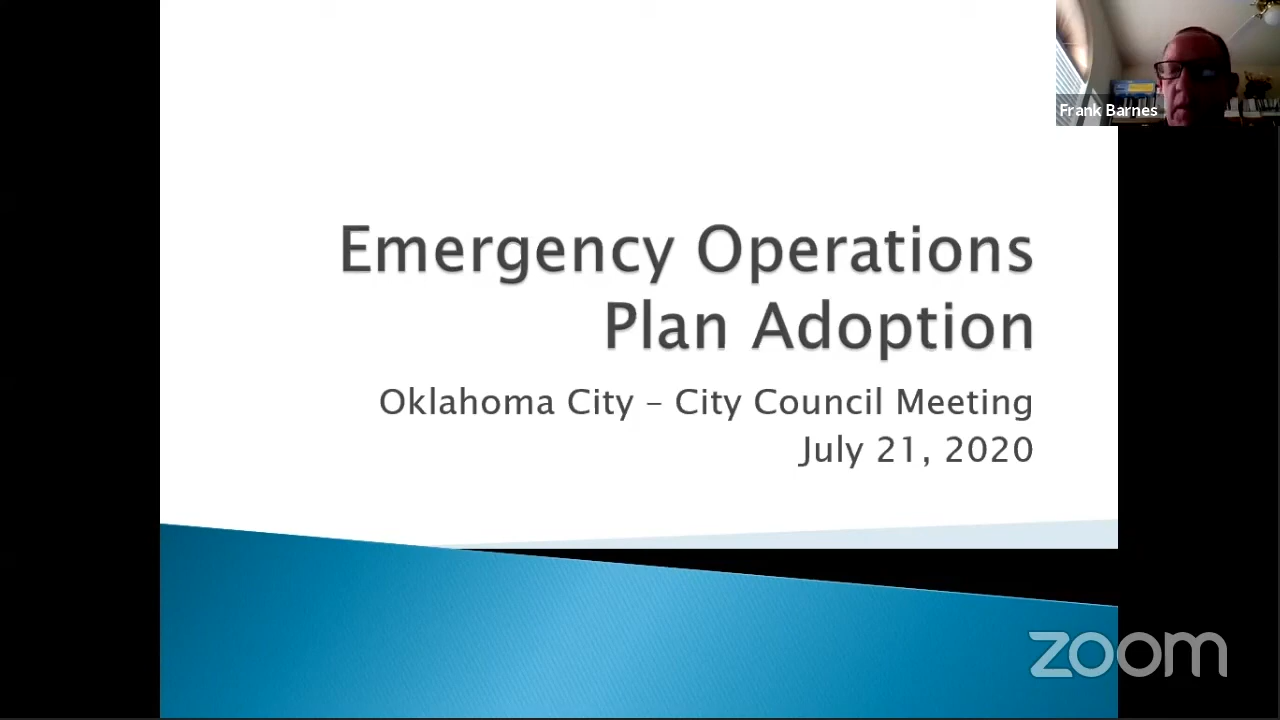 Frank Barnes
Emergency Operations
Plan Adoption
Oklahoma City – City Council Meeting
July 21, 2020
zoom